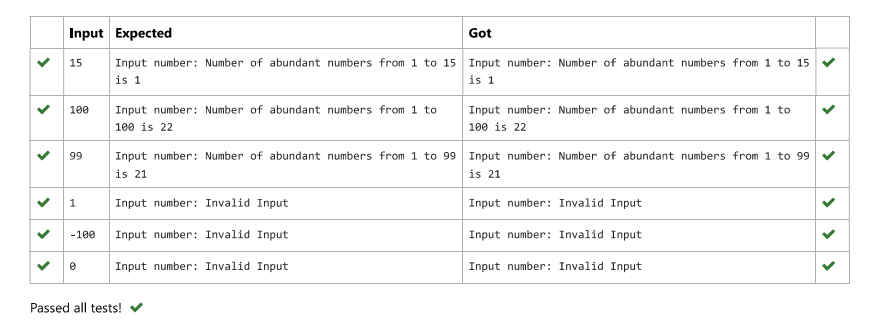 Input Expected Got
15 Input number: Number of abundant numbers from 1 to 15 Input number: Number of abundant numbers from 1 to 15
is 1 is 1
100 Input number: Number of abundant numbers from 1 to Input number: Number of abundant numbers from 1 to
100 is 22 100 is 22
99 Input number: Number of abundant numbers from 1 to 99 Input number: Number of abundant numbers from 1 to 99
is 21 is 21
1 Input number: Invalid Input Input number: Invalid Input
-100 Input number: Invalid Input Input number: Invalid Input
0 Input number: Invalid Input Input number: Invalid Input
Passed all tests!